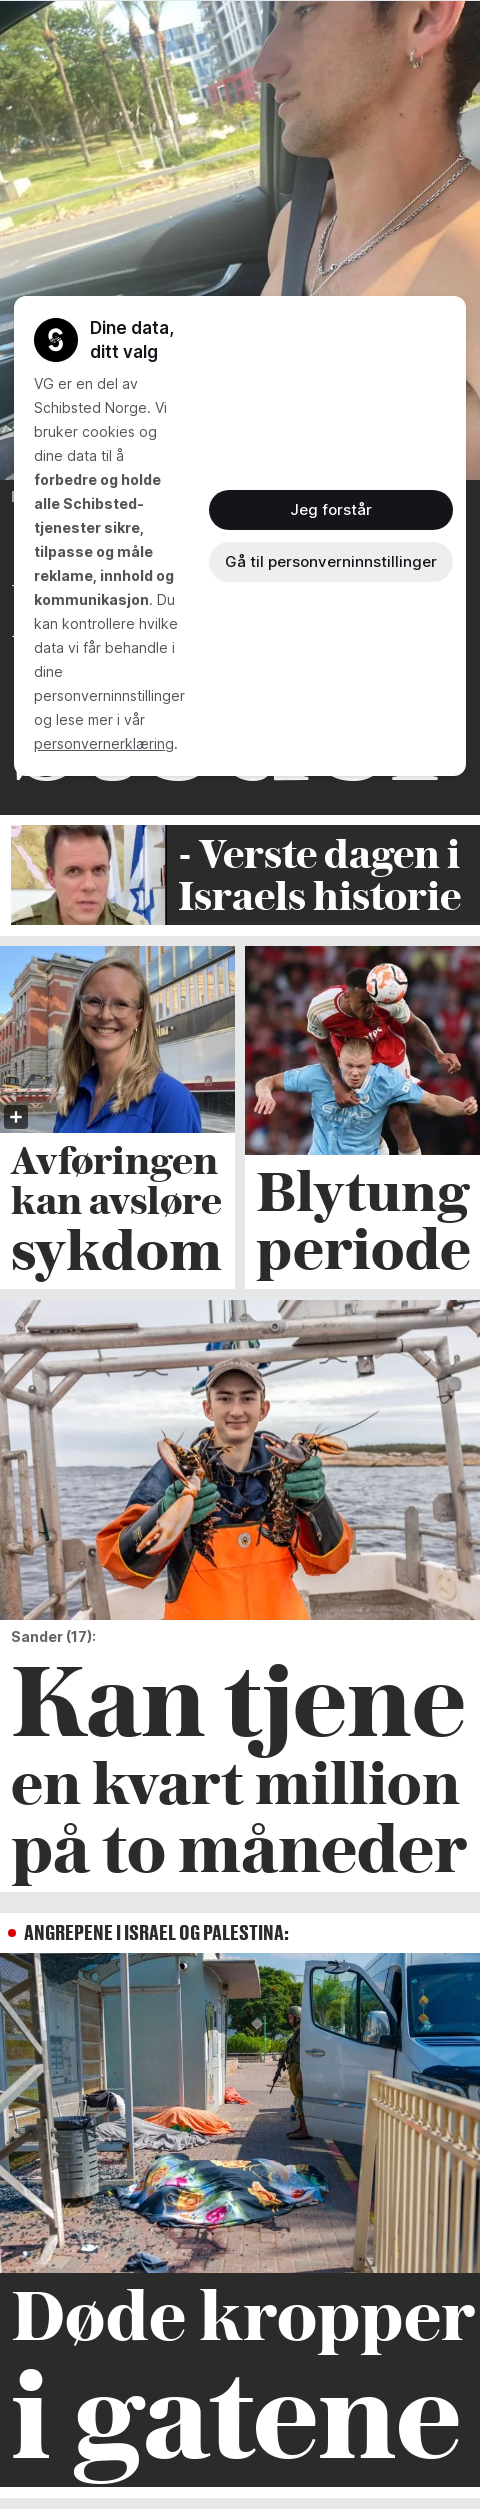 Dine data,
ditt valg
VG er en del av
Schibsted Norge. Vi
bruker cookies og
dine data til å
forbedre og holde
alle Schibsted-
tjenester sikre,
tilpasse og måle
reklame, innhold og
kommunikasjon. Du
kan kontrollere hvilke
data vi får behandle i
dine
personverninnstillinger
og lese mer i vår
personvernerklæring.
Jeg forstår
Gå til personverninnstillinger
- Verste dagen i
Israels historie
Avføringen
kan avsløre
sykdom
Blytung
periode
Sander (17):
Kan tjene
en kvart million
på to måneder
ANGREPENE I ISRAEL OG PALESTINA:
Døde kropper
i gatene